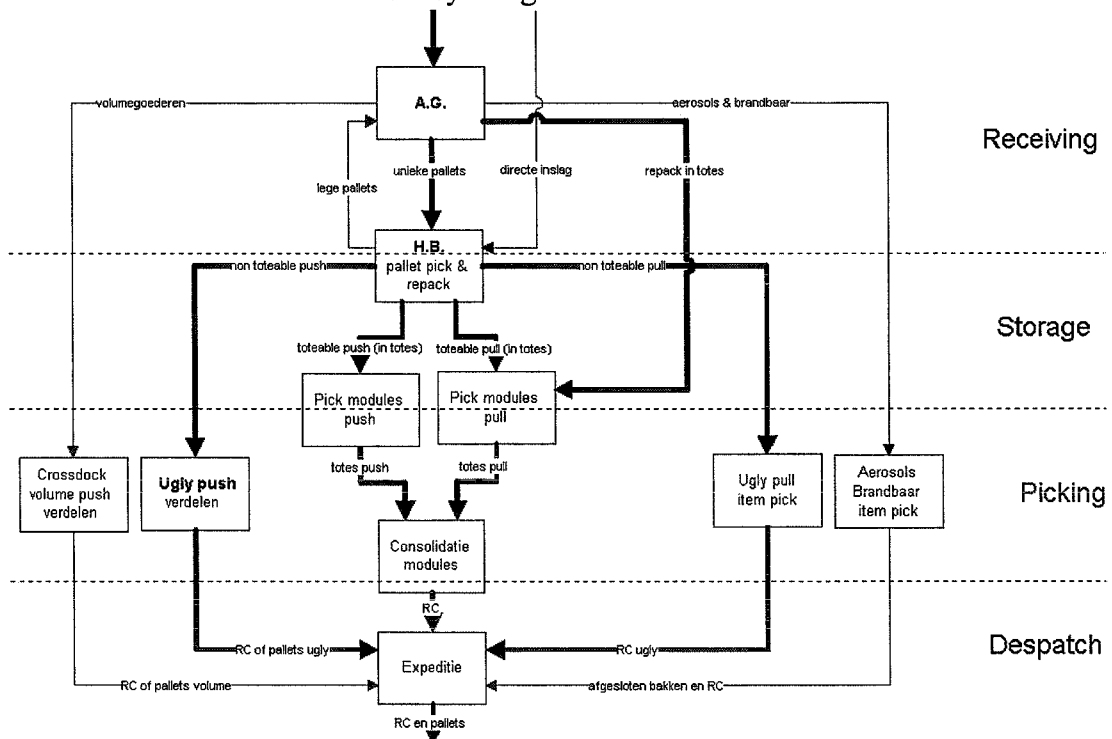 A.G.
volumegoederen
aerosols & brandbaar
Receiving
lege pallets
unieke pallets
directe inslag
repack in totes
H.B.
pallet pick &
repack
non toteable push
non toteable pull
Storage
toteable push (in totes)
toteable pull (in totes)
Pick modules
push
Pick modules
pull
totes push
totes pull
Crossdock
volume push
verdelen
Ugly push
verdelen
Ugly pull
item pick
Aerosols
Brandbaar
item pick
Picking
Consolidatie
modules
RC
Despatch
RC of pallets ugly
Expeditie
RC ugly
RC of pallets volume
afgesloten bakken en RC
RC en pallets